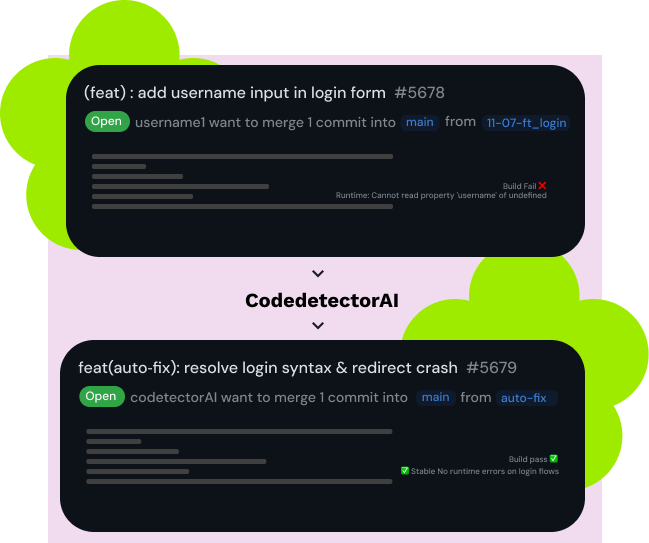 (feat) : add username input in login form #5678
Open username1 want to merge 1 commit into main from 11-07-ft_login
Build Fail ❌
Runtime: Cannot read property 'username' of undefined
CodedetectorAI
feat(auto-fix): resolve login syntax & redirect crash #5679
Open codetectorAI want to merge 1 commit into main from auto-fix
Build pass ✅
✅ Stable No runtime errors on login flows